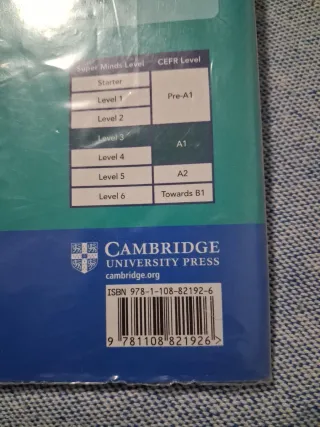 Super Minds Level CEFR Level
Starter
Level 1 Pre-A1
Level 2
Level 3 A1
Level 4
Level 5 A2
Level 6 Towards B1
CAMBRIDGE
UNIVERSITY PRESS
cambridge.org
ISBN 978-1-108-82192-6
9 781108 821926 >